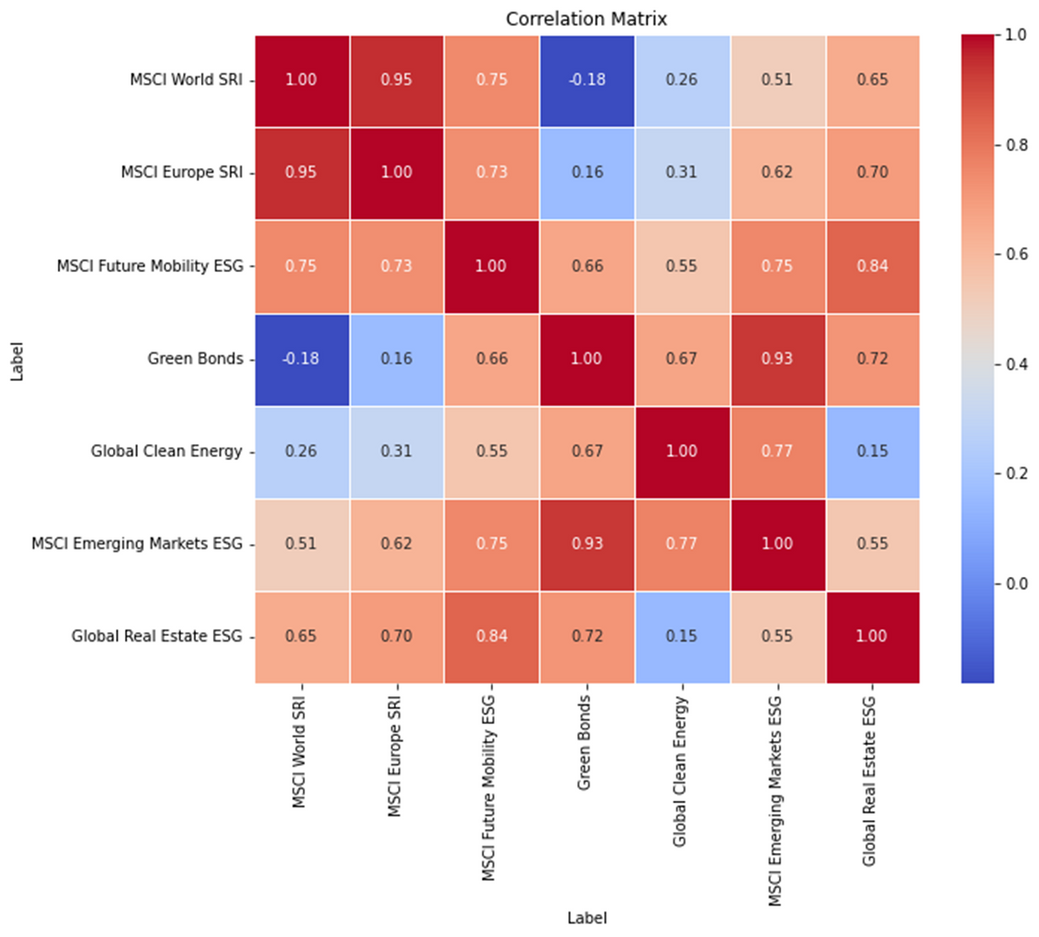 Correlation Matrix
MSCI World SRI 1.00 0.95 0.75 -0.18 0.26 0.51 0.65
MSCI Europe SRI 0.95 1.00 0.73 0.16 0.31 0.62 0.70
MSCI Future Mobility ESG 0.75 0.73 1.00 0.66 0.55 0.75 0.84
Green Bonds -0.18 0.16 0.66 1.00 0.67 0.93 0.72
Global Clean Energy 0.26 0.31 0.55 0.67 1.00 0.77 0.15
MSCI Emerging Markets ESG 0.51 0.62 0.75 0.93 0.77 1.00 0.55
Global Real Estate ESG 0.65 0.70 0.84 0.72 0.15 0.55 1.00
Label
MSCI World SRI
MSCI Europe SRI
MSCI Future Mobility ESG
Green Bonds
Global Clean Energy
MSCI Emerging Markets ESG
Global Real Estate ESG
Label
1.0
0.8
0.6
0.4
0.2
0.0